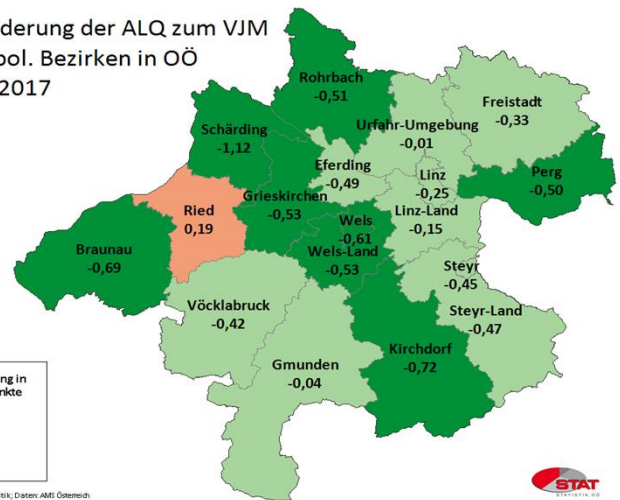 derung der ALQ zum VJM
pol. Bezirken in OÖ
2017
Rohrbach
-0,51
Freistadt
-0,33
Urfahr-Umgebung
-0,01
Schärding
-1,12
Eferding
-0,49
Linz
-0,25
Perg
-0,50
Grieskirchen
-0,53
Ried
0,19
Linz-Land
-0,15
Wels
-0,61
Wels-Land
-0,53
Braunau
-0,69
Steyr
-0,45
Vöcklabruck
-0,42
Steyr-Land
-0,47
Kirchdorf
-0,72
Gmunden
-0,04
ng in
nkte
STAT
STATISTIK OÖ
tik; Daten: AMS Österreich